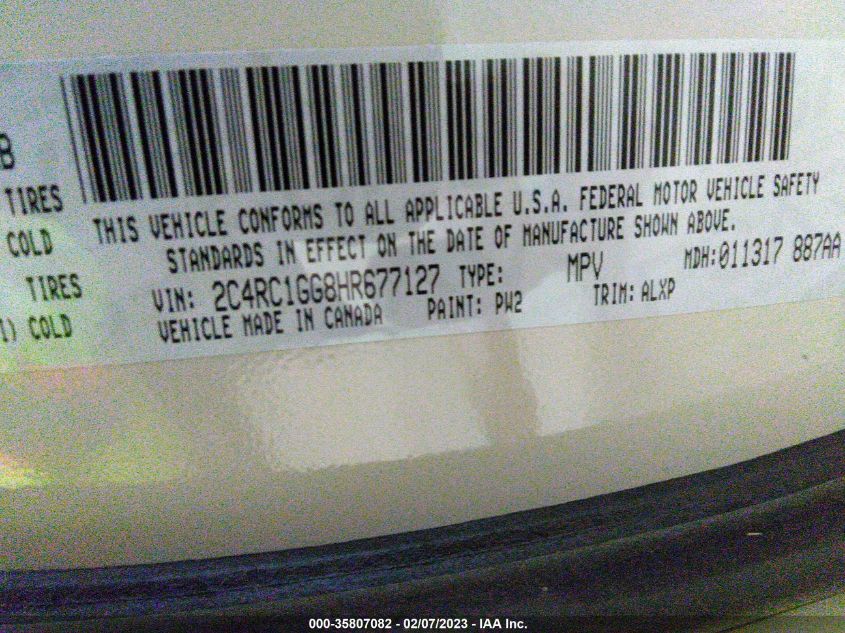 B
TIRES
COLD
TIRES
1) COLD
THIS VEHICLE CONFORMS TO ALL APPLICABLE U.S.A. FEDERAL MOTOR VEHICLE SAFETY
STANDARDS IN EFFECT ON THE DATE OF MANUFACTURE SHOWN ABOVE.
VIN: 2C4RC1GG8HR677127 TYPE: MPV MDH:011317 887AA
VEHICLE MADE IN CANADA PAINT: PW2 TRIM: ALXP
000-35807082 - 02/07/2023 - IAA Inc.